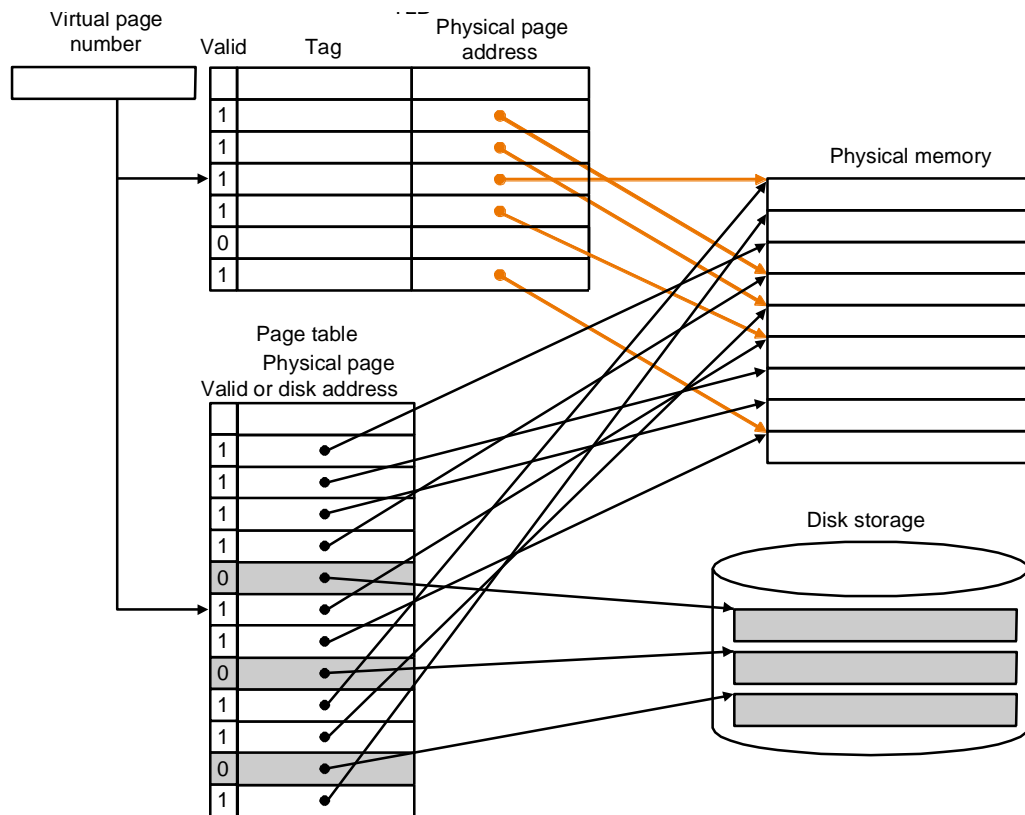 Virtual page
number
Valid
Tag
Physical page
address
1
1
1
1
0
1
Physical memory
Page table
Physical page
Valid or disk address
1
1
1
1
0
1
1
0
1
1
0
1
Disk storage